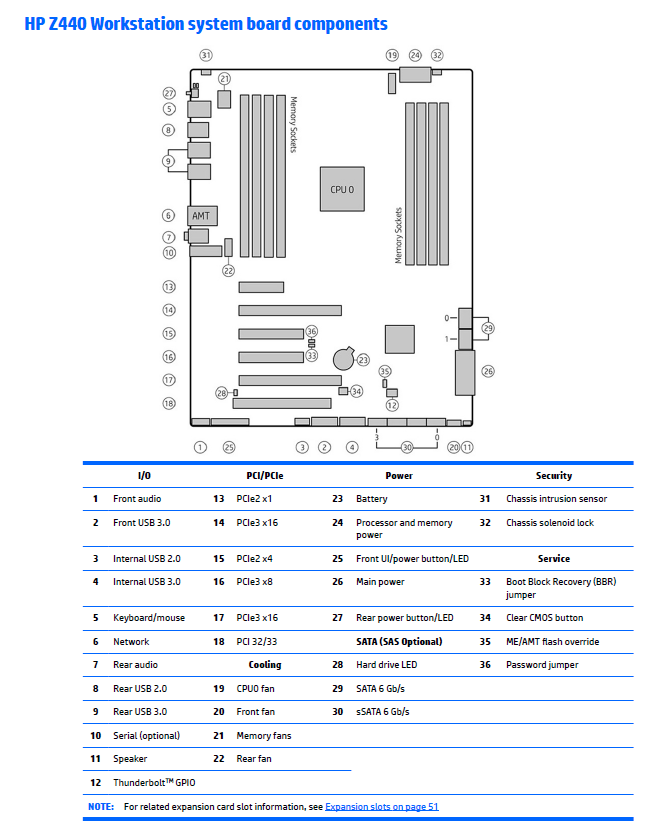 HP Z440 Workstation system board components
31
19
24
32
21
27
5
8
9
6
7
10
22
Memory Sockets
CPU 0
Memory Sockets
AMT
13
14
15
16
17
28
18
36
33
23
34
35
12
0
1
29
26
1
25
3
2
4
3
30
0
20
11
I/O PCI/PCIe Power Security
1 Front audio 13 PCIe2 x1 23 Battery 31 Chassis intrusion sensor
2 Front USB 3.0 14 PCIe3 x16 24 Processor and memory 32 Chassis solenoid lock
power
3 Internal USB 2.0 15 PCIe2 x4 25 Front UI/power button/LED Service
4 Internal USB 3.0 16 PCIe3 x8 26 Main power 33 Boot Block Recovery (BBR)
jumper
5 Keyboard/mouse 17 PCIe3 x16 27 Rear power button/LED 34 Clear CMOS button
6 Network 18 PCI 32/33 SATA (SAS Optional) 35 ME/AMT flash override
7 Rear audio Cooling 28 Hard drive LED 36 Password jumper
8 Rear USB 2.0 19 CPU0 fan 29 SATA 6 Gb/s
9 Rear USB 3.0 20 Front fan 30 sSATA 6 Gb/s
10 Serial (optional) 21 Memory fans
11 Speaker 22 Rear fan
12 Thunderbolt™ GPIO
NOTE: For related expansion card slot information, see Expansion slots on page 51